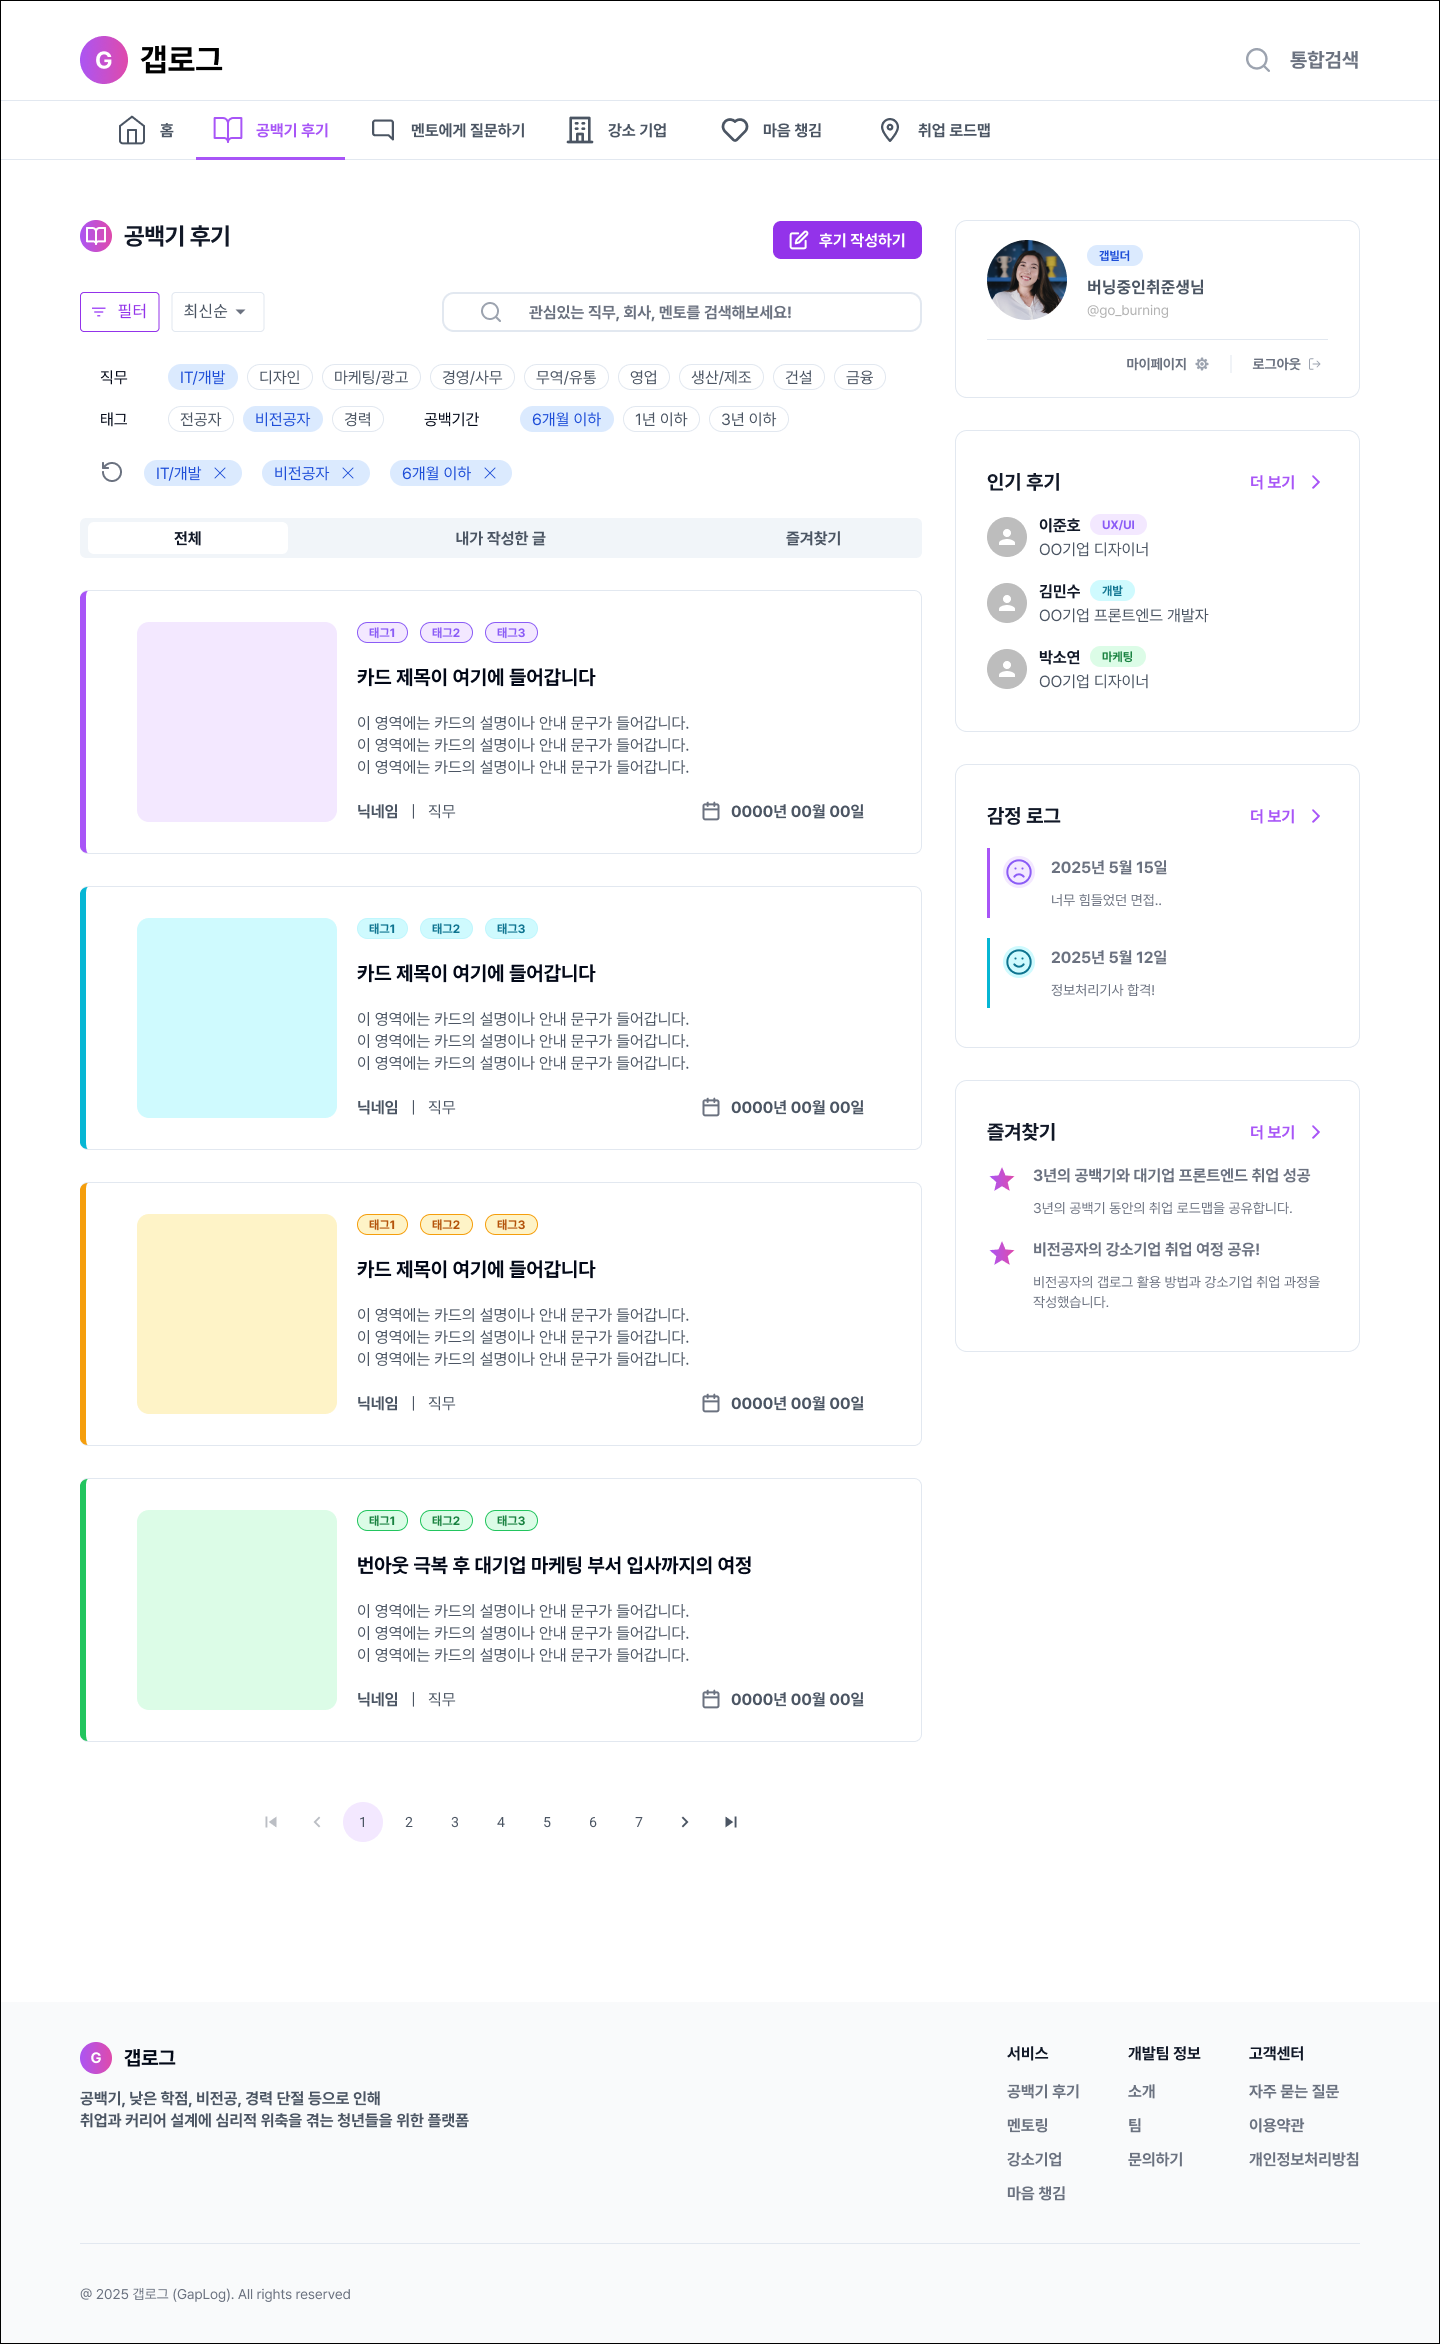 G 갭로그
통합검색
홈 공백기 후기 멘토에게 질문하기 강소 기업 마음 챙김 취업 로드맵
공백기 후기
후기 작성하기
필터 최신순
관심있는 직무, 회사, 멘토를 검색해보세요!
직무 IT/개발 디자인 마케팅/광고 경영/사무 무역/유통 영업 생산/제조 건설 금융
태그 전공자 비전공자 경력 공백기간 6개월 이하 1년 이하 3년 이하
IT/개발 비전공자 6개월 이하
전체 내가 작성한 글 즐겨찾기
태그1 태그2 태그3
카드 제목이 여기에 들어갑니다
이 영역에는 카드의 설명이나 안내 문구가 들어갑니다.
이 영역에는 카드의 설명이나 안내 문구가 들어갑니다.
이 영역에는 카드의 설명이나 안내 문구가 들어갑니다.
닉네임 | 직무 0000년 00월 00일
태그1 태그2 태그3
카드 제목이 여기에 들어갑니다
이 영역에는 카드의 설명이나 안내 문구가 들어갑니다.
이 영역에는 카드의 설명이나 안내 문구가 들어갑니다.
이 영역에는 카드의 설명이나 안내 문구가 들어갑니다.
닉네임 | 직무 0000년 00월 00일
태그1 태그2 태그3
카드 제목이 여기에 들어갑니다
이 영역에는 카드의 설명이나 안내 문구가 들어갑니다.
이 영역에는 카드의 설명이나 안내 문구가 들어갑니다.
이 영역에는 카드의 설명이나 안내 문구가 들어갑니다.
닉네임 | 직무 0000년 00월 00일
태그1 태그2 태그3
번아웃 극복 후 대기업 마케팅 부서 입사까지의 여정
이 영역에는 카드의 설명이나 안내 문구가 들어갑니다.
이 영역에는 카드의 설명이나 안내 문구가 들어갑니다.
이 영역에는 카드의 설명이나 안내 문구가 들어갑니다.
닉네임 | 직무 0000년 00월 00일
1 2 3 4 5 6 7
갭빌더
버닝중인취준생님
@go_burning
마이페이지 로그아웃
인기 후기 더 보기
이준호 UX/UI
OO기업 디자이너
김민수 개발
OO기업 프론트엔드 개발자
박소연 마케팅
OO기업 디자이너
감정 로그 더 보기
2025년 5월 15일
너무 힘들었던 면접..
2025년 5월 12일
정보처리기사 합격!
즐겨찾기 더 보기
3년의 공백기와 대기업 프론트엔드 취업 성공
3년의 공백기 동안의 취업 로드맵을 공유합니다.
비전공자의 강소기업 취업 여정 공유!
비전공자의 갭로그 활용 방법과 강소기업 취업 과정을
작성했습니다.
G 갭로그
공백기, 낮은 학점, 비전공, 경력 단절 등으로 인해
취업과 커리어 설계에 심리적 위축을 겪는 청년들을 위한 플랫폼
서비스
공백기 후기
멘토링
강소기업
마음 챙김
개발팀 정보
소개
팀
문의하기
고객센터
자주 묻는 질문
이용약관
개인정보처리방침
@ 2025 갭로그 (GapLog). All rights reserved